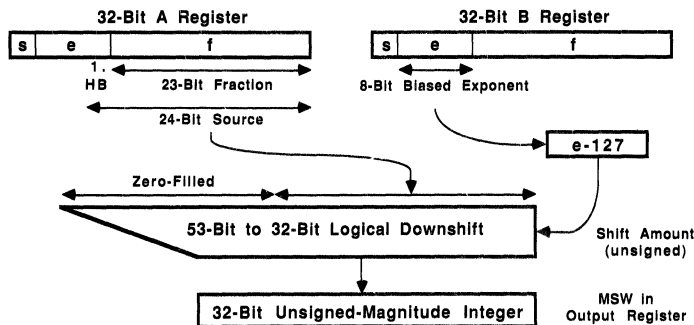 32-Bit A Register
32-Bit B Register
s e f
s e f
1.
HB
23-Bit Fraction
8-Bit Biased Exponent
24-Bit Source
e-127
Zero-Filled
53-Bit to 32-Bit Logical Downshift
Shift Amount
(unsigned)
32-Bit Unsigned-Magnitude Integer
MSW in
Output Register